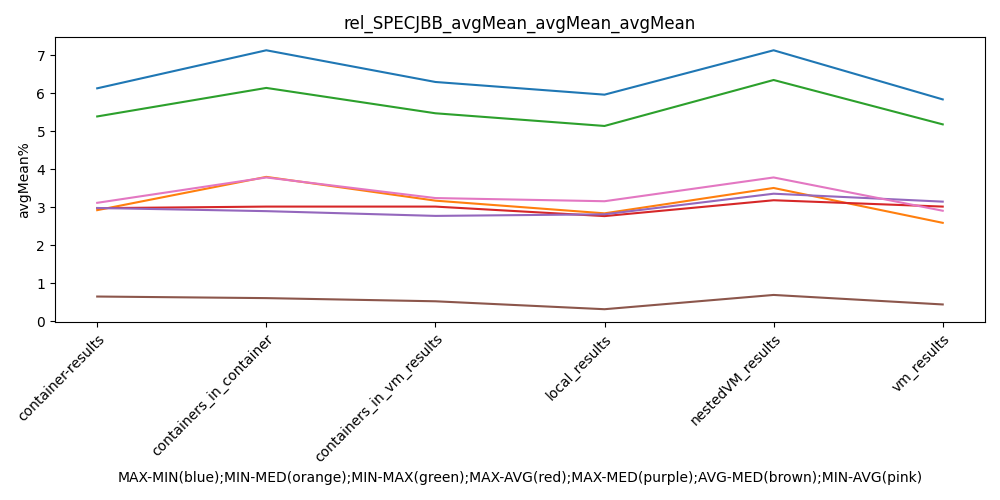 rel_SPECJBB_avgMean_avgMean_avgMean
avgMean%
7
6
5
4
3
2
1
0
container-results
containers_in_container
containers_in_vm_results
local_results
nestedVM_results
vm_results
MAX-MIN(blue);MIN-MED(orange);MIN-MAX(green);MAX-AVG(red);MAX-MED(purple);AVG-MED(brown);MIN-AVG(pink)